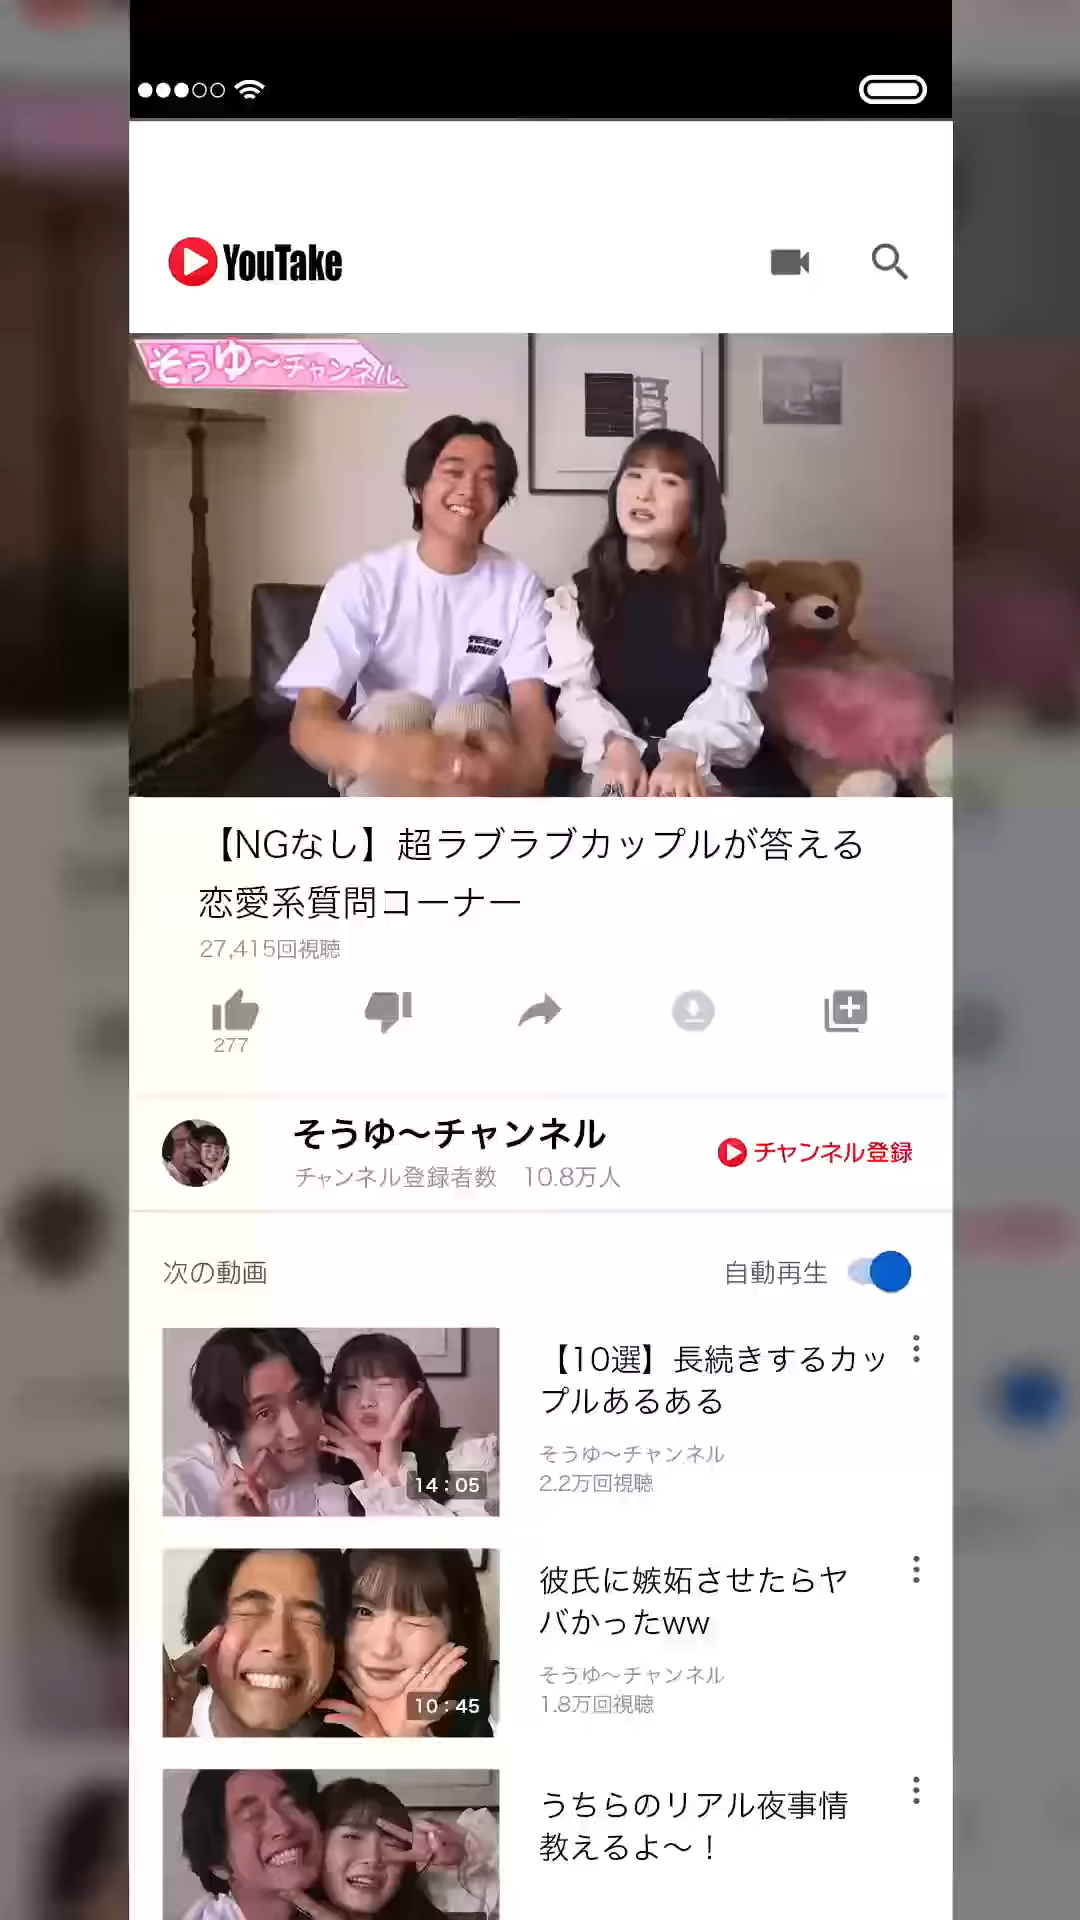 YouTake
そうゆ〜チャンネル
TEEN
NINE
【NGなし】超ラブラブカップルが答える
恋愛系質問コーナー
27,415回視聴
277
そうゆ〜チャンネル
チャンネル登録者数　10.8万人
チャンネル登録
次の動画
自動再生
【10選】長続きするカッ
プルあるある
そうゆ〜チャンネル
2.2万回視聴
14:05
彼氏に嫉妬させたらヤ
バかったww
そうゆ〜チャンネル
1.8万回視聴
10:45
うちらのリアル夜事情
教えるよ〜！